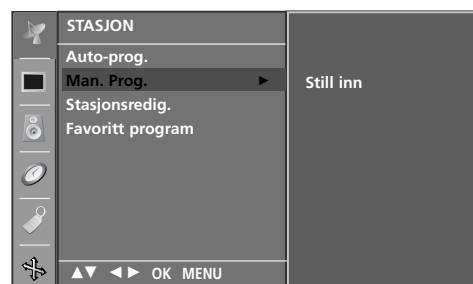 STASJON
Auto-prog.
Man. Prog. ►
Still inn
Stasjonsredig.
Favoritt program
▲▼ ◄► OK MENU